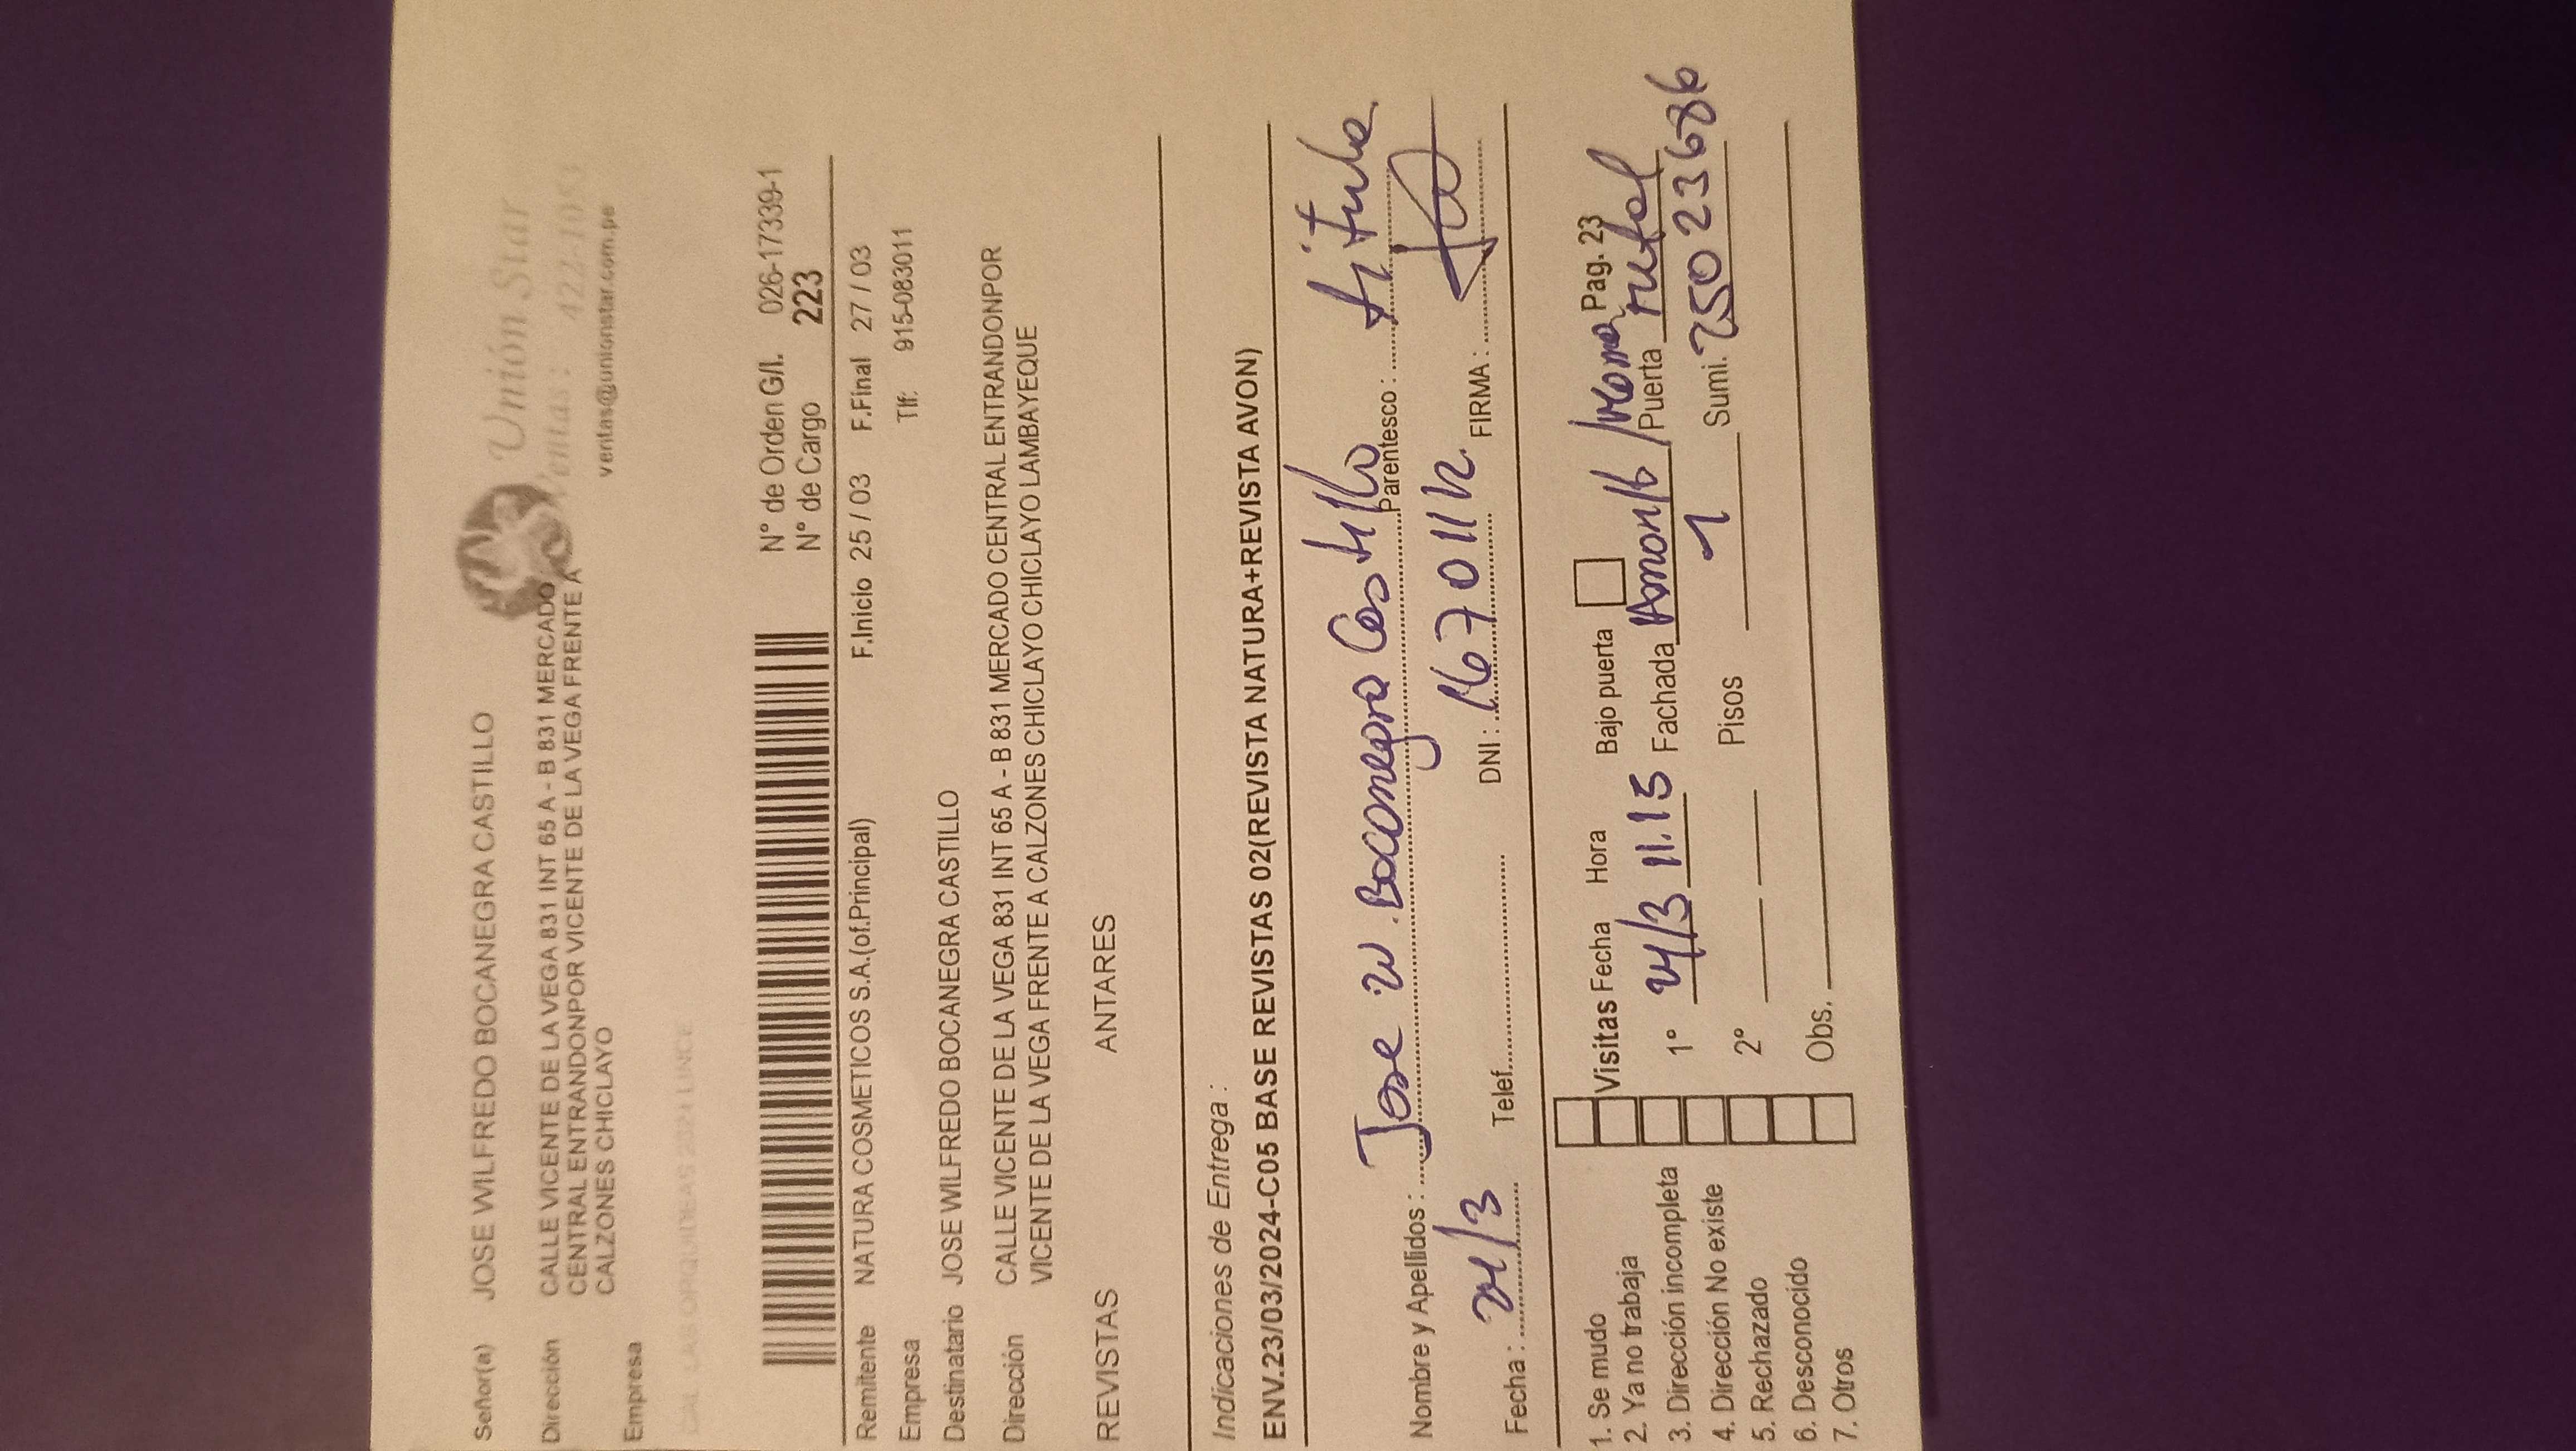 Señor(a) JOSE WILFREDO BOCANEGRA CASTILLO
Unión Star
Dirección CALLE VICENTE DE LA VEGA 831 INT 65 A - B 831 MERCADO
Ventas : 422-10
CENTRAL ENTRANDONPOR VICENTE DE LA VEGA FRENTE A
ventas@unionstar.com.pe
CALZONES CHICLAYO
Empresa
CAL. LAS ORQUIDEAS LINCE
N° de Orden G/I. 026-17339-1
N° de Cargo 223
Remitente NATURA COSMETICOS S.A.(of.Principal) F.Inicio 25 / 03 F.Final 27 / 03
Empresa Tlf: 915-083011
Destinatario JOSE WILFREDO BOCANEGRA CASTILLO
Dirección CALLE VICENTE DE LA VEGA 831 INT 65 A - B 831 MERCADO CENTRAL ENTRANDONPOR
VICENTE DE LA VEGA FRENTE A CALZONES CHICLAYO CHICLAYO LAMBAYEQUE
REVISTAS ANTARES
Indicaciones de Entrega :
ENV.23/03/2024-C05 BASE REVISTAS 02(REVISTA NATURA+REVISTA AVON)
Nombre y Apellidos : Jose W. Bocanegra Castillo Parentesco : titular
Fecha : 24/3 Telef. DNI : 1670 1112 FIRMA :
1. Se mudo Visitas Fecha Hora Bajo puerta Pag. 23
2. Ya no trabaja
3. Dirección incompleta 1° 24/3 11.15 Fachada Puerta
4. Dirección No existe 2° Pisos 1 Sumi. 25023686
5. Rechazado
6. Desconocido Obs.
7. Otros